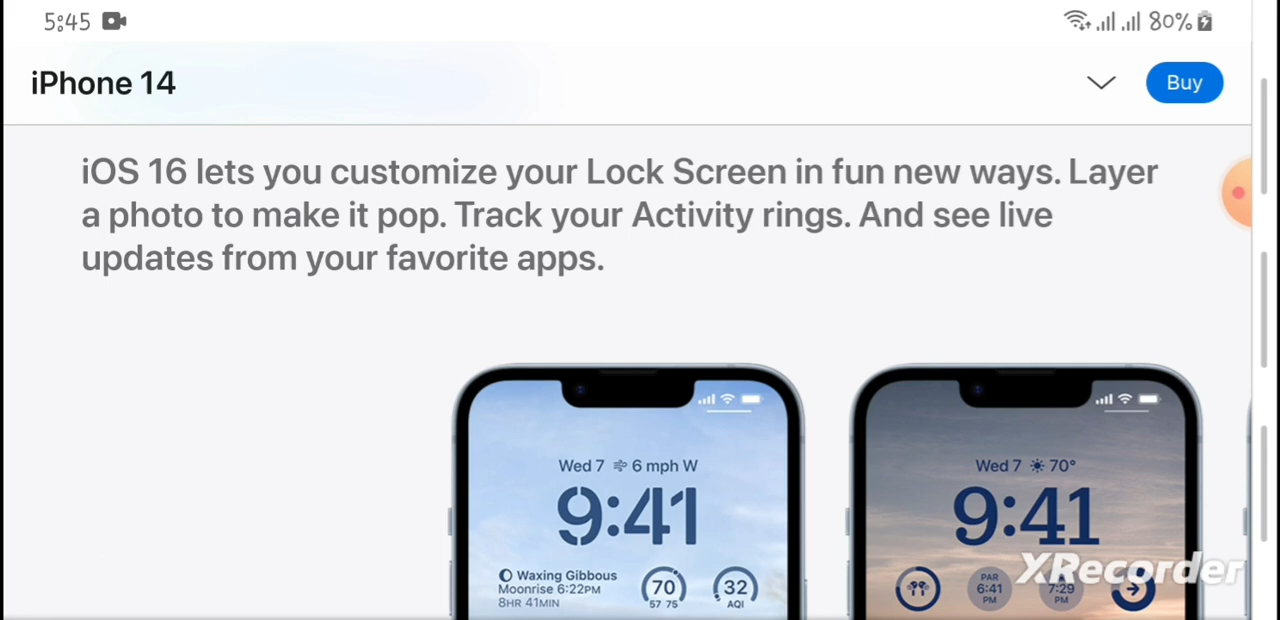 5:45
80%
iPhone 14
Buy
iOS 16 lets you customize your Lock Screen in fun new ways. Layer
a photo to make it pop. Track your Activity rings. And see live
updates from your favorite apps.
Wed 7 6 mph W
9:41
Waxing Gibbous
Moonrise 6:22PM
8HR 41MIN
70
57 75
32
AQI
Wed 7 70°
9:41
PAR
6:41
PM
7:29
PM
XRecorder